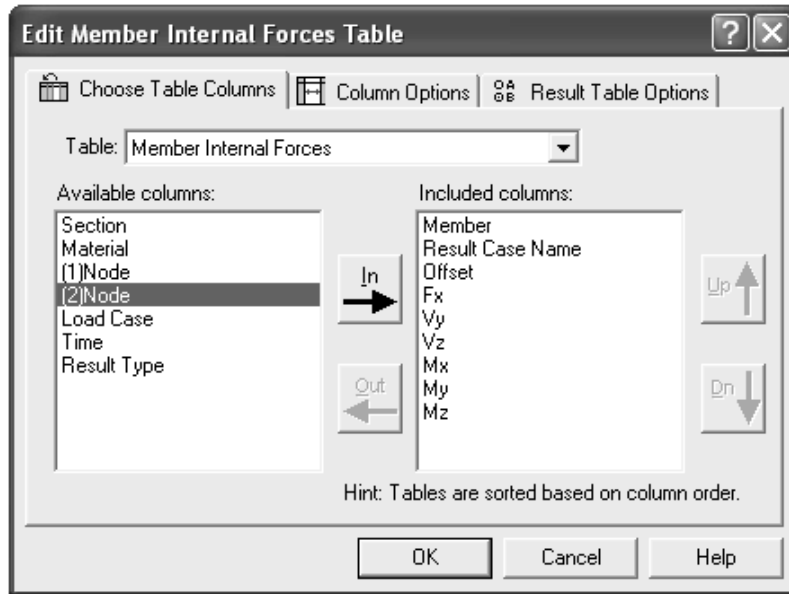 Edit Member Internal Forces Table
Choose Table Columns Column Options Result Table Options
Table: Member Internal Forces
Available columns:
Section
Material
(1)Node
(2)Node
Load Case
Time
Result Type
In
Out
Included columns:
Member
Result Case Name
Offset
Fx
Vy
Vz
Mx
My
Mz
Up
Dn
Hint: Tables are sorted based on column order.
OK Cancel Help